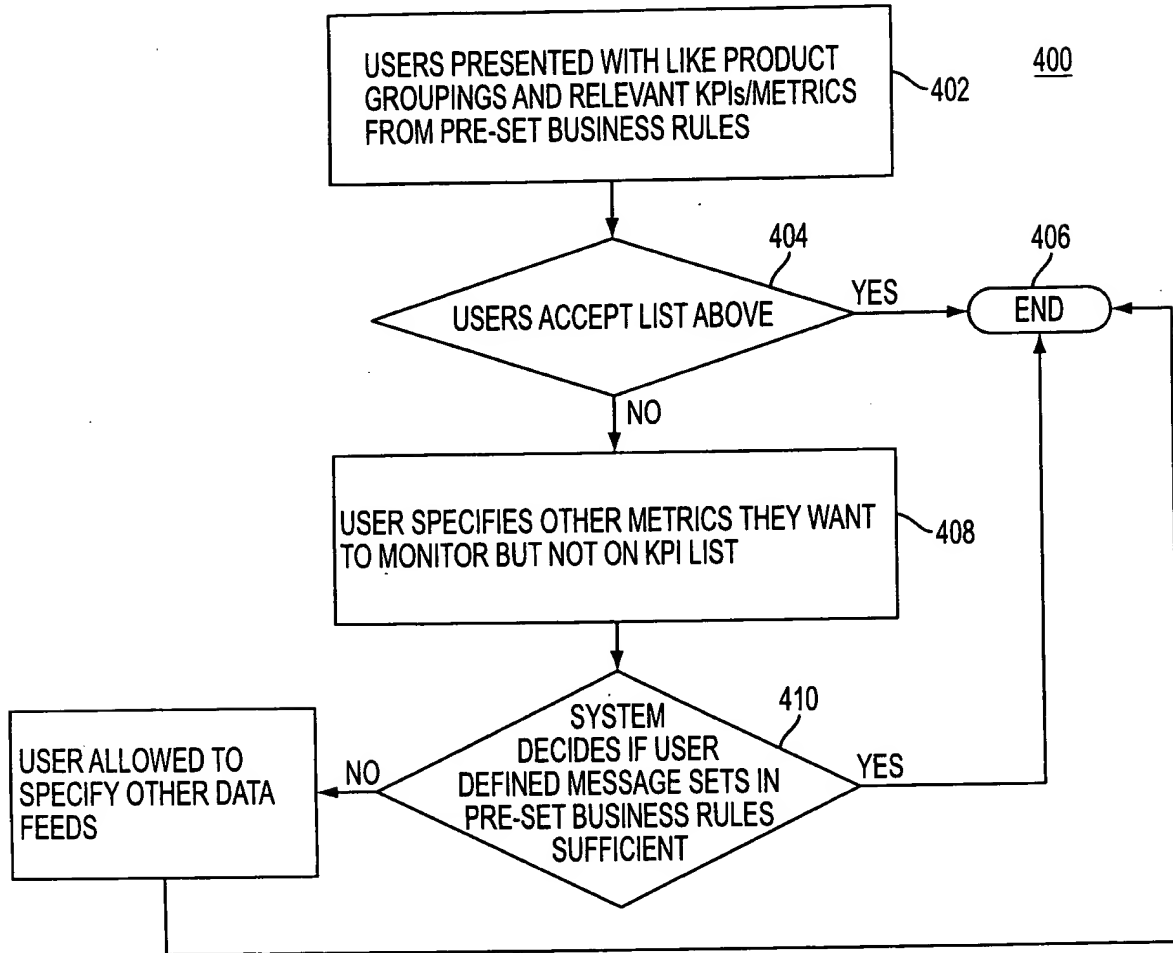 400
USERS PRESENTED WITH LIKE PRODUCT
GROUPINGS AND RELEVANT KPIs/METRICS
FROM PRE-SET BUSINESS RULES
402
404
USERS ACCEPT LIST ABOVE
YES
406
END
NO
USER SPECIFIES OTHER METRICS THEY WANT
TO MONITOR BUT NOT ON KPI LIST
408
410
SYSTEM
DECIDES IF USER
DEFINED MESSAGE SETS IN
PRE-SET BUSINESS RULES
SUFFICIENT
YES
NO
USER ALLOWED TO
SPECIFY OTHER DATA
FEEDS